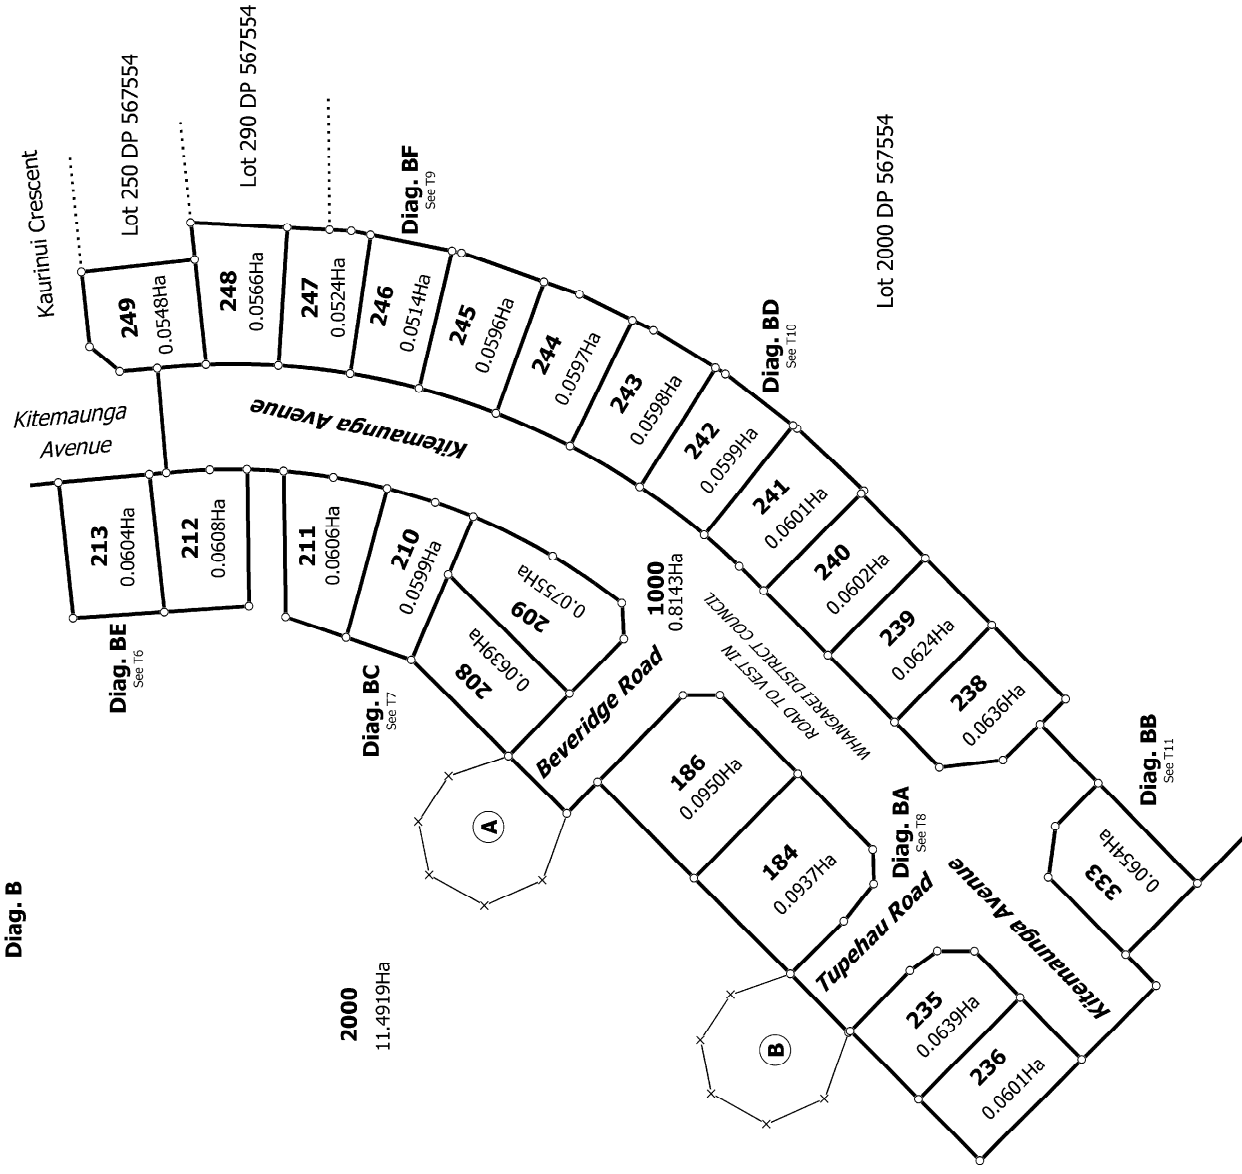 Diag. B
Kaurinui Crescent
Lot 250 DP 567554
Lot 290 DP 567554
Lot 2000 DP 567554
Diag. BF
See T9
Diag. BD
See T10
Diag. BE
See T6
Diag. BC
See T7
Diag. BA
See T8
Diag. BB
See T11
Kitemaunga
Avenue
Kitemaunga Avenue
249
0.0548Ha
248
0.0566Ha
247
0.0524Ha
246
0.0514Ha
245
0.0596Ha
244
0.0597Ha
243
0.0598Ha
242
0.0599Ha
241
0.0601Ha
240
0.0602Ha
239
0.0624Ha
238
0.0636Ha
213
0.0604Ha
212
0.0608Ha
211
0.0606Ha
210
0.0599Ha
209
0.0755Ha
208
0.0639Ha
1000
0.8143Ha
ROAD TO VEST IN
WHANGAREI DISTRICT COUNCIL
Beveridge Road
186
0.0950Ha
184
0.0937Ha
Tupehau Road
Kitemaunga Avenue
333
0.0654Ha
235
0.0639Ha
236
0.0601Ha
A
B
2000
11.4919Ha